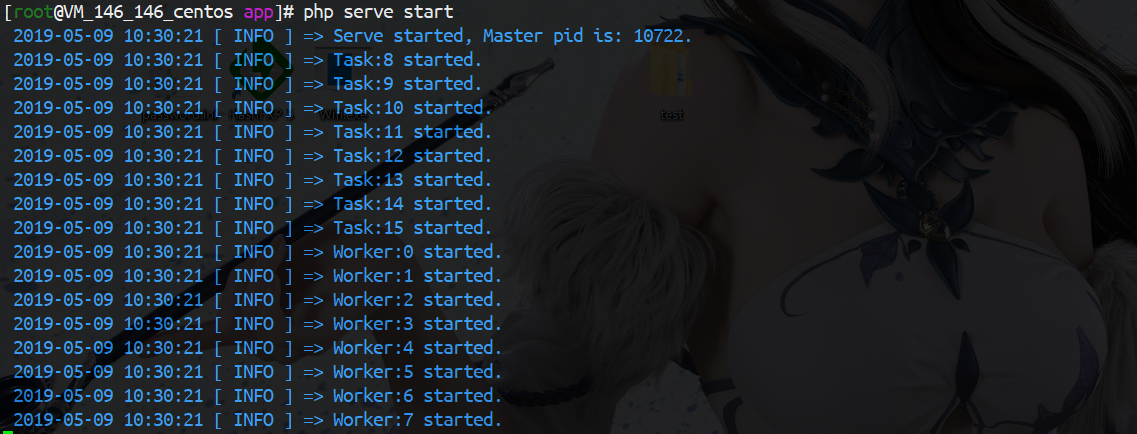 [root@VM_146_146_centos app]# php serve start
2019-05-09 10:30:21 [ INFO ] => Serve started, Master pid is: 10722.
2019-05-09 10:30:21 [ INFO ] => Task:8 started.
2019-05-09 10:30:21 [ INFO ] => Task:9 started.
2019-05-09 10:30:21 [ INFO ] => Task:10 started.
2019-05-09 10:30:21 [ INFO ] => Task:11 started.
test
2019-05-09 10:30:21 [ INFO ] => Task:12 started.
2019-05-09 10:30:21 [ INFO ] => Task:13 started.
2019-05-09 10:30:21 [ INFO ] => Task:14 started.
2019-05-09 10:30:21 [ INFO ] => Task:15 started.
2019-05-09 10:30:21 [ INFO ] => Worker:0 started.
2019-05-09 10:30:21 [ INFO ] => Worker:1 started.
2019-05-09 10:30:21 [ INFO ] => Worker:2 started.
2019-05-09 10:30:21 [ INFO ] => Worker:3 started.
2019-05-09 10:30:21 [ INFO ] => Worker:4 started.
2019-05-09 10:30:21 [ INFO ] => Worker:5 started.
2019-05-09 10:30:21 [ INFO ] => Worker:6 started.
2019-05-09 10:30:21 [ INFO ] => Worker:7 started.